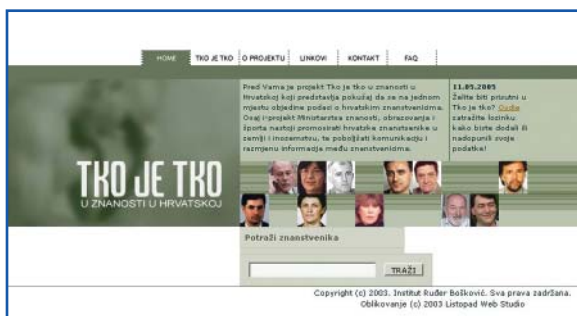 HOME TKO JE TKO O PROJEKTU LINKOVI KONTAKT FAQ
Pred Vama je projekt Tko je tko u znanosti u
Hrvatskoj koji predstavlja pokušaj da se na jednom
mjestu objedine podaci o hrvatskim znanstvenicima.
Ovaj i-projekt Ministarstva znanosti, obrazovanja i
športa nastoji promovirati hrvatske znanstvenike u
zemlji i inozemstvu, te poboljšati komunikaciju i
razmjenu informacija među znanstvenicima.
11.05.2005
Želite biti prisutni u
Tko je tko? Ovdje
zatražite lozinku
kako biste dodali ili
nadopunili svoje
podatke!
TKO JE TKO
U ZNANOSTI U HRVATSKOJ
Potraži znanstvenika
TRAŽI
Copyright (c) 2003. Institut Ruđer Bošković. Sva prava zadržana.
Oblikovanje (c) 2003 Listopad Web Studio